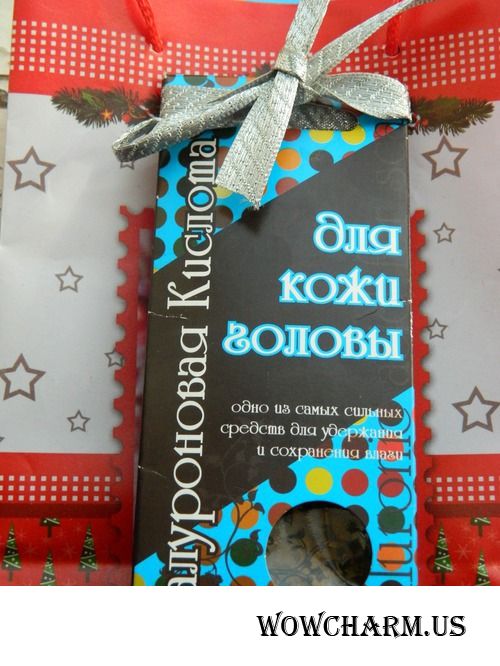 для
кожи
головы
одно из самых сильных
средств для удержания
и сохранения влаги
алуроновая Кислота
WOWCHARM.US